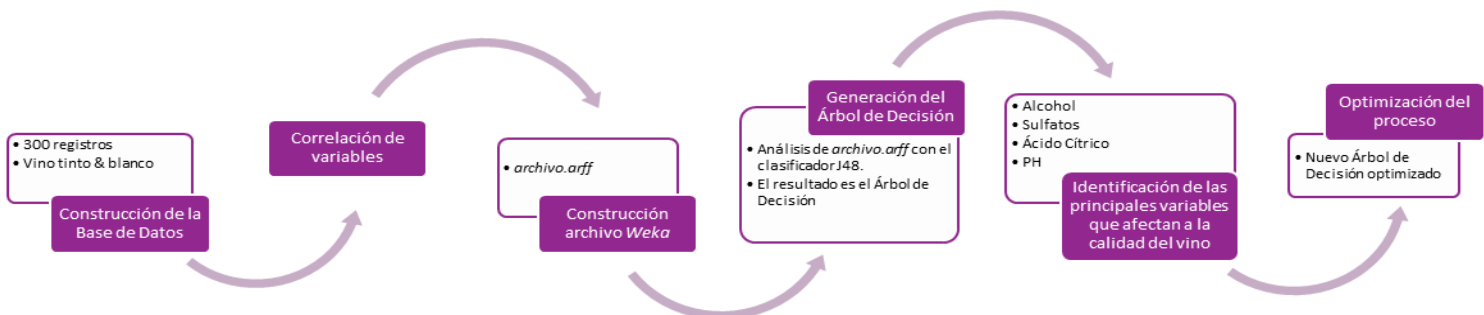 • 300 registros
• Vino tinto & blanco
Construcción de la
Base de Datos
Correlación de
variables
• archivo.arff
Construcción
archivo Weka
Generación del
Árbol de Decisión
• Análisis de archivo.arff con el
clasificador J48.
• El resultado es el Árbol de
Decisión
• Alcohol
• Sulfatos
• Ácido Cítrico
• PH
Identificación de las
principales variables
que afectan a la
calidad del vino
Optimización del
proceso
• Nuevo Árbol de
Decisión optimizado